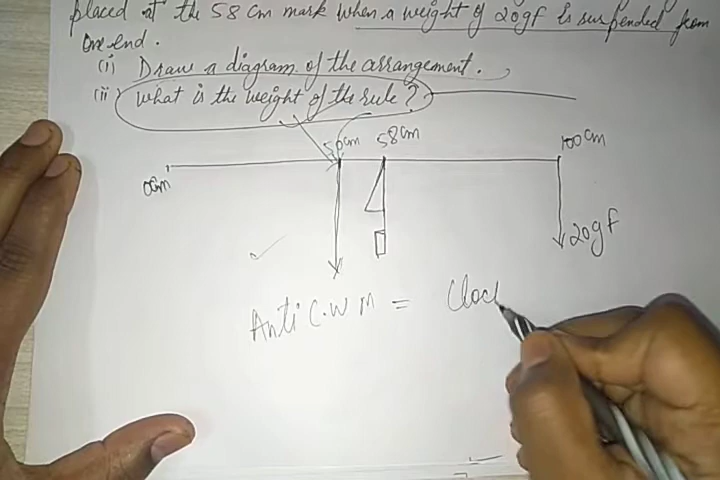 placed at the 58 cm mark when a weight of 20gf is suspended from
one end.
(i) Draw a diagram of the arrangement.
(ii) What is the weight of the rule?
50cm 58cm 100cm
0cm
20gf
Anti C.W M = Cloc